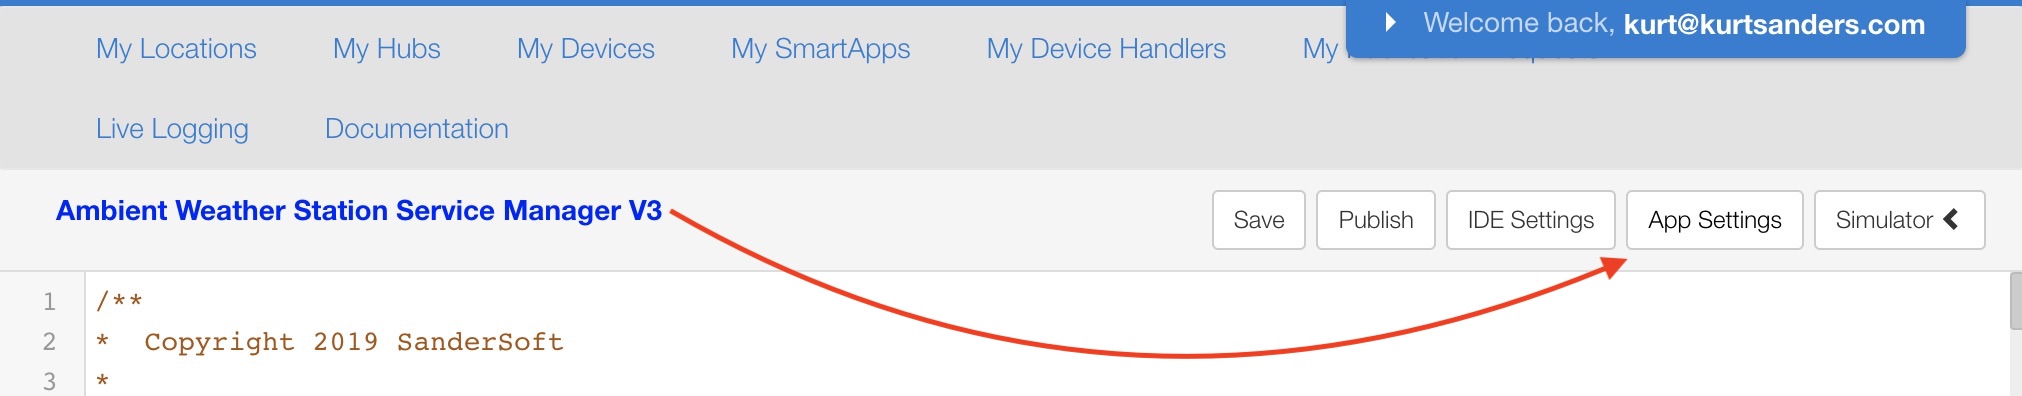 Welcome back, kurt@kurtsanders.com
My Locations My Hubs My Devices My SmartApps My Device Handlers My
Live Logging Documentation
Ambient Weather Station Service Manager V3 Save Publish IDE Settings App Settings Simulator
1 /**
2 * Copyright 2019 SanderSoft
3 *